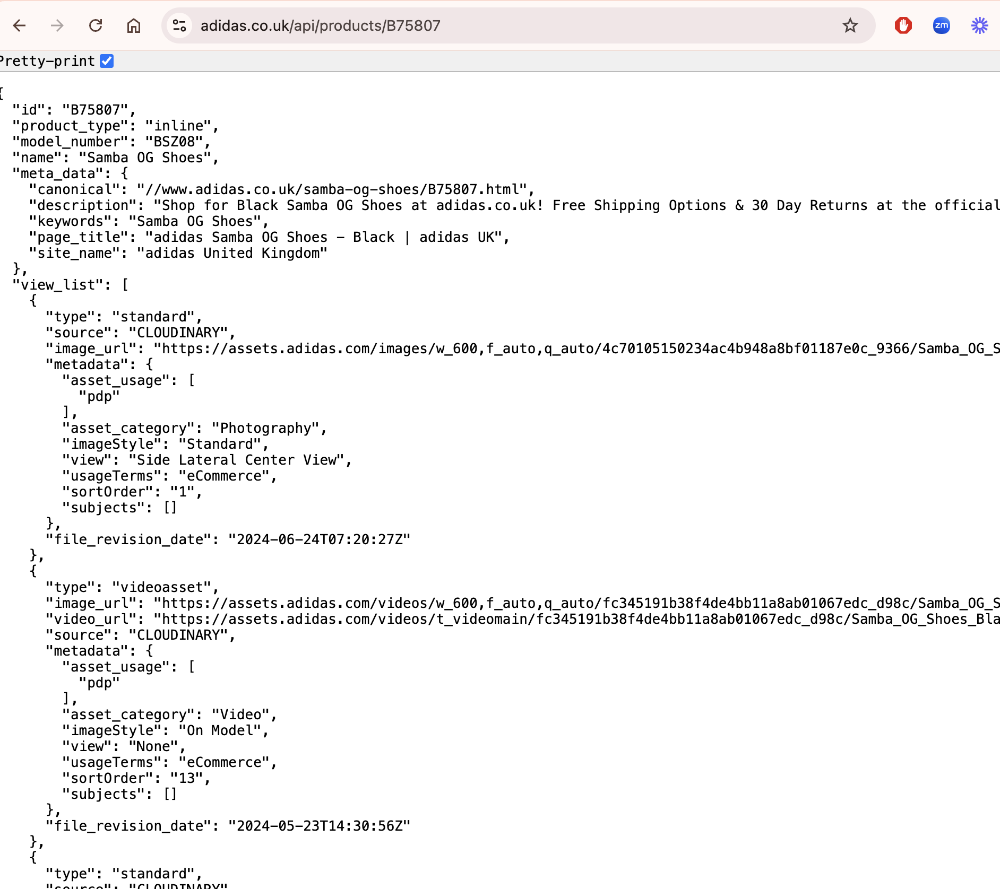 adidas.co.uk/api/products/B75807
zm
Pretty-print
{
"id": "B75807",
"product_type": "inline",
"model_number": "BSZ08",
"name": "Samba OG Shoes",
"meta_data": {
"canonical": "//www.adidas.co.uk/samba-og-shoes/B75807.html",
"description": "Shop for Black Samba OG Shoes at adidas.co.uk! Free Shipping Options & 30 Day Returns at the official
"keywords": "Samba OG Shoes",
"page_title": "adidas Samba OG Shoes - Black | adidas UK",
"site_name": "adidas United Kingdom"
},
"view_list": [
{
"type": "standard",
"source": "CLOUDINARY",
"image_url": "https://assets.adidas.com/images/w_600,f_auto,q_auto/4c70105150234ac4b948a8bf01187e0c_9366/Samba_OG_S
"metadata": {
"asset_usage": [
"pdp"
],
"asset_category": "Photography",
"imageStyle": "Standard",
"view": "Side Lateral Center View",
"usageTerms": "eCommerce",
"sortOrder": "1",
"subjects": []
},
"file_revision_date": "2024-06-24T07:20:27Z"
},
{
"type": "videoasset",
"image_url": "https://assets.adidas.com/videos/w_600,f_auto,q_auto/fc345191b38f4de4bb11a8ab01067edc_d98c/Samba_OG_S
"video_url": "https://assets.adidas.com/videos/t_videomain/fc345191b38f4de4bb11a8ab01067edc_d98c/Samba_OG_Shoes_Bla
"source": "CLOUDINARY",
"metadata": {
"asset_usage": [
"pdp"
],
"asset_category": "Video",
"imageStyle": "On Model",
"view": "None",
"usageTerms": "eCommerce",
"sortOrder": "13",
"subjects": []
},
"file_revision_date": "2024-05-23T14:30:56Z"
},
{
"type": "standard",
"source": "CLOUDINARY"